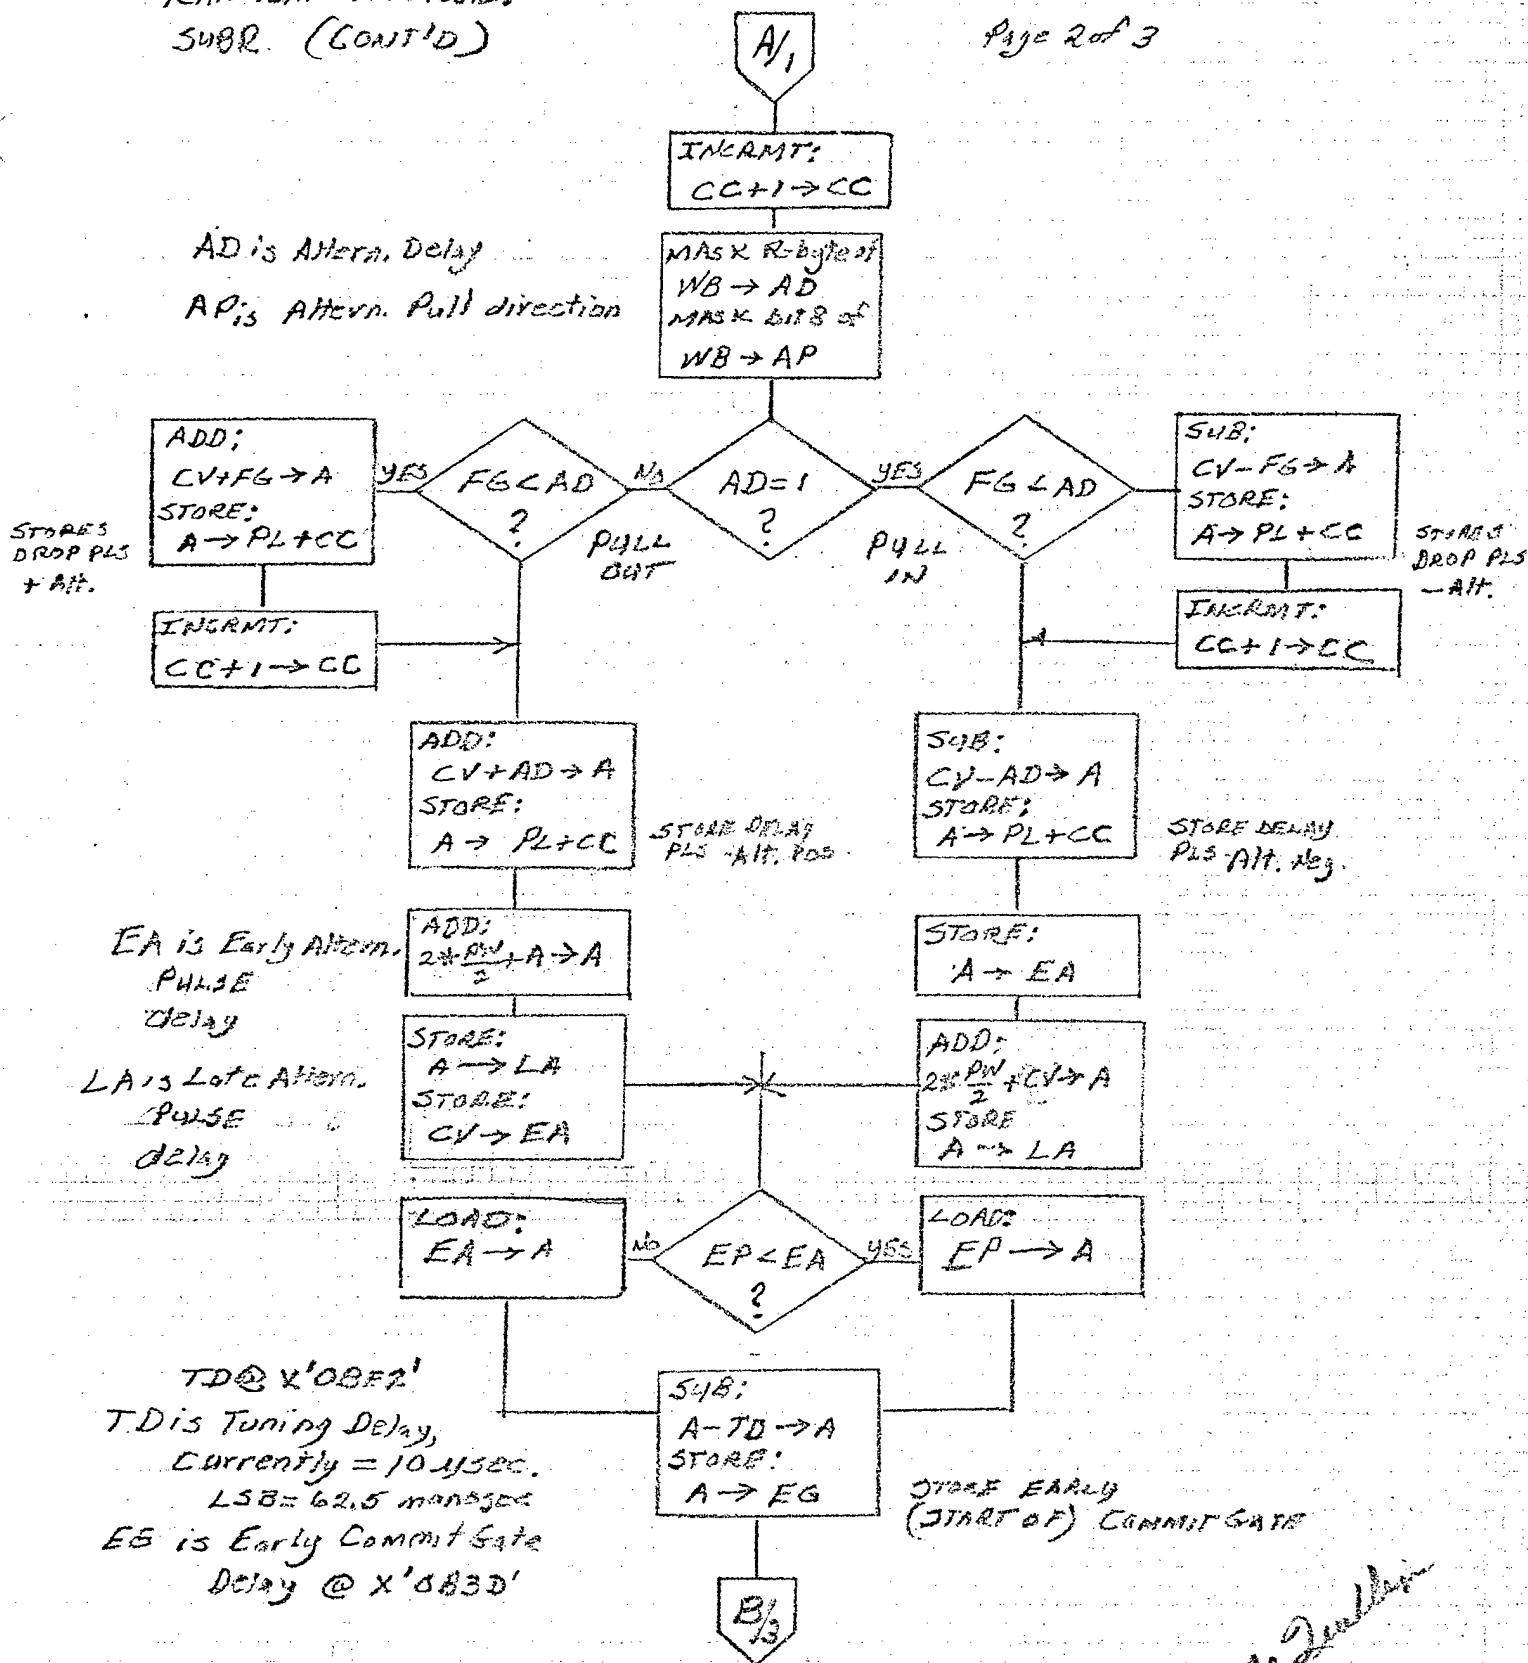 SUBR. (CONT'D)
A/1
Page 2 of 3
INCRMT:
CC+1→CC
AD is Altern. Delay
AP is Altern. Pull direction
MASK R-byte of
WB→AD
MASK bit 8 of
WB→AP
ADD:
CV+FG→A
STORE:
A→PL+CC
YES
FG<AD
?
NO
AD=1
?
YES
FG<AD
?
SUB:
CV-FG→A
STORE:
A→PL+CC
STORES
DROP PLS
+ Alt.
PULL
OUT
PULL
IN
STORES
DROP PLS
-Alt.
INCRMT:
CC+1→CC
INCRMT:
CC+1→CC
ADD:
CV+AD→A
STORE:
A→ PL+CC
STORE DELAY
PLS -Alt. Pos
SUB:
CV-AD→A
STORE:
A→PL+CC
STORE DELAY
PLS-Alt. Neg.
EA is Early Altern.
PULSE
delay
ADD:
2*PW/2+A→A
STORE:
A→ EA
LA is Late Altern.
PULSE
delay
STORE:
A→LA
STORE:
CV→EA
ADD:
2*PW/2+CV→A
STORE
A→LA
LOAD:
EA→A
NO
EP<EA
?
YES
LOAD:
EP→A
TD@ X'0BF2'
TD is Tuning Delay,
Currently = 10 μsec.
LSB= 62.5 nanosec
EG is Early Commit Gate
Delay @ X'0B3D'
SUB:
A-TD→A
STORE:
A→EG
STORE EARLY
(START OF) COMMIT GATE
B/3